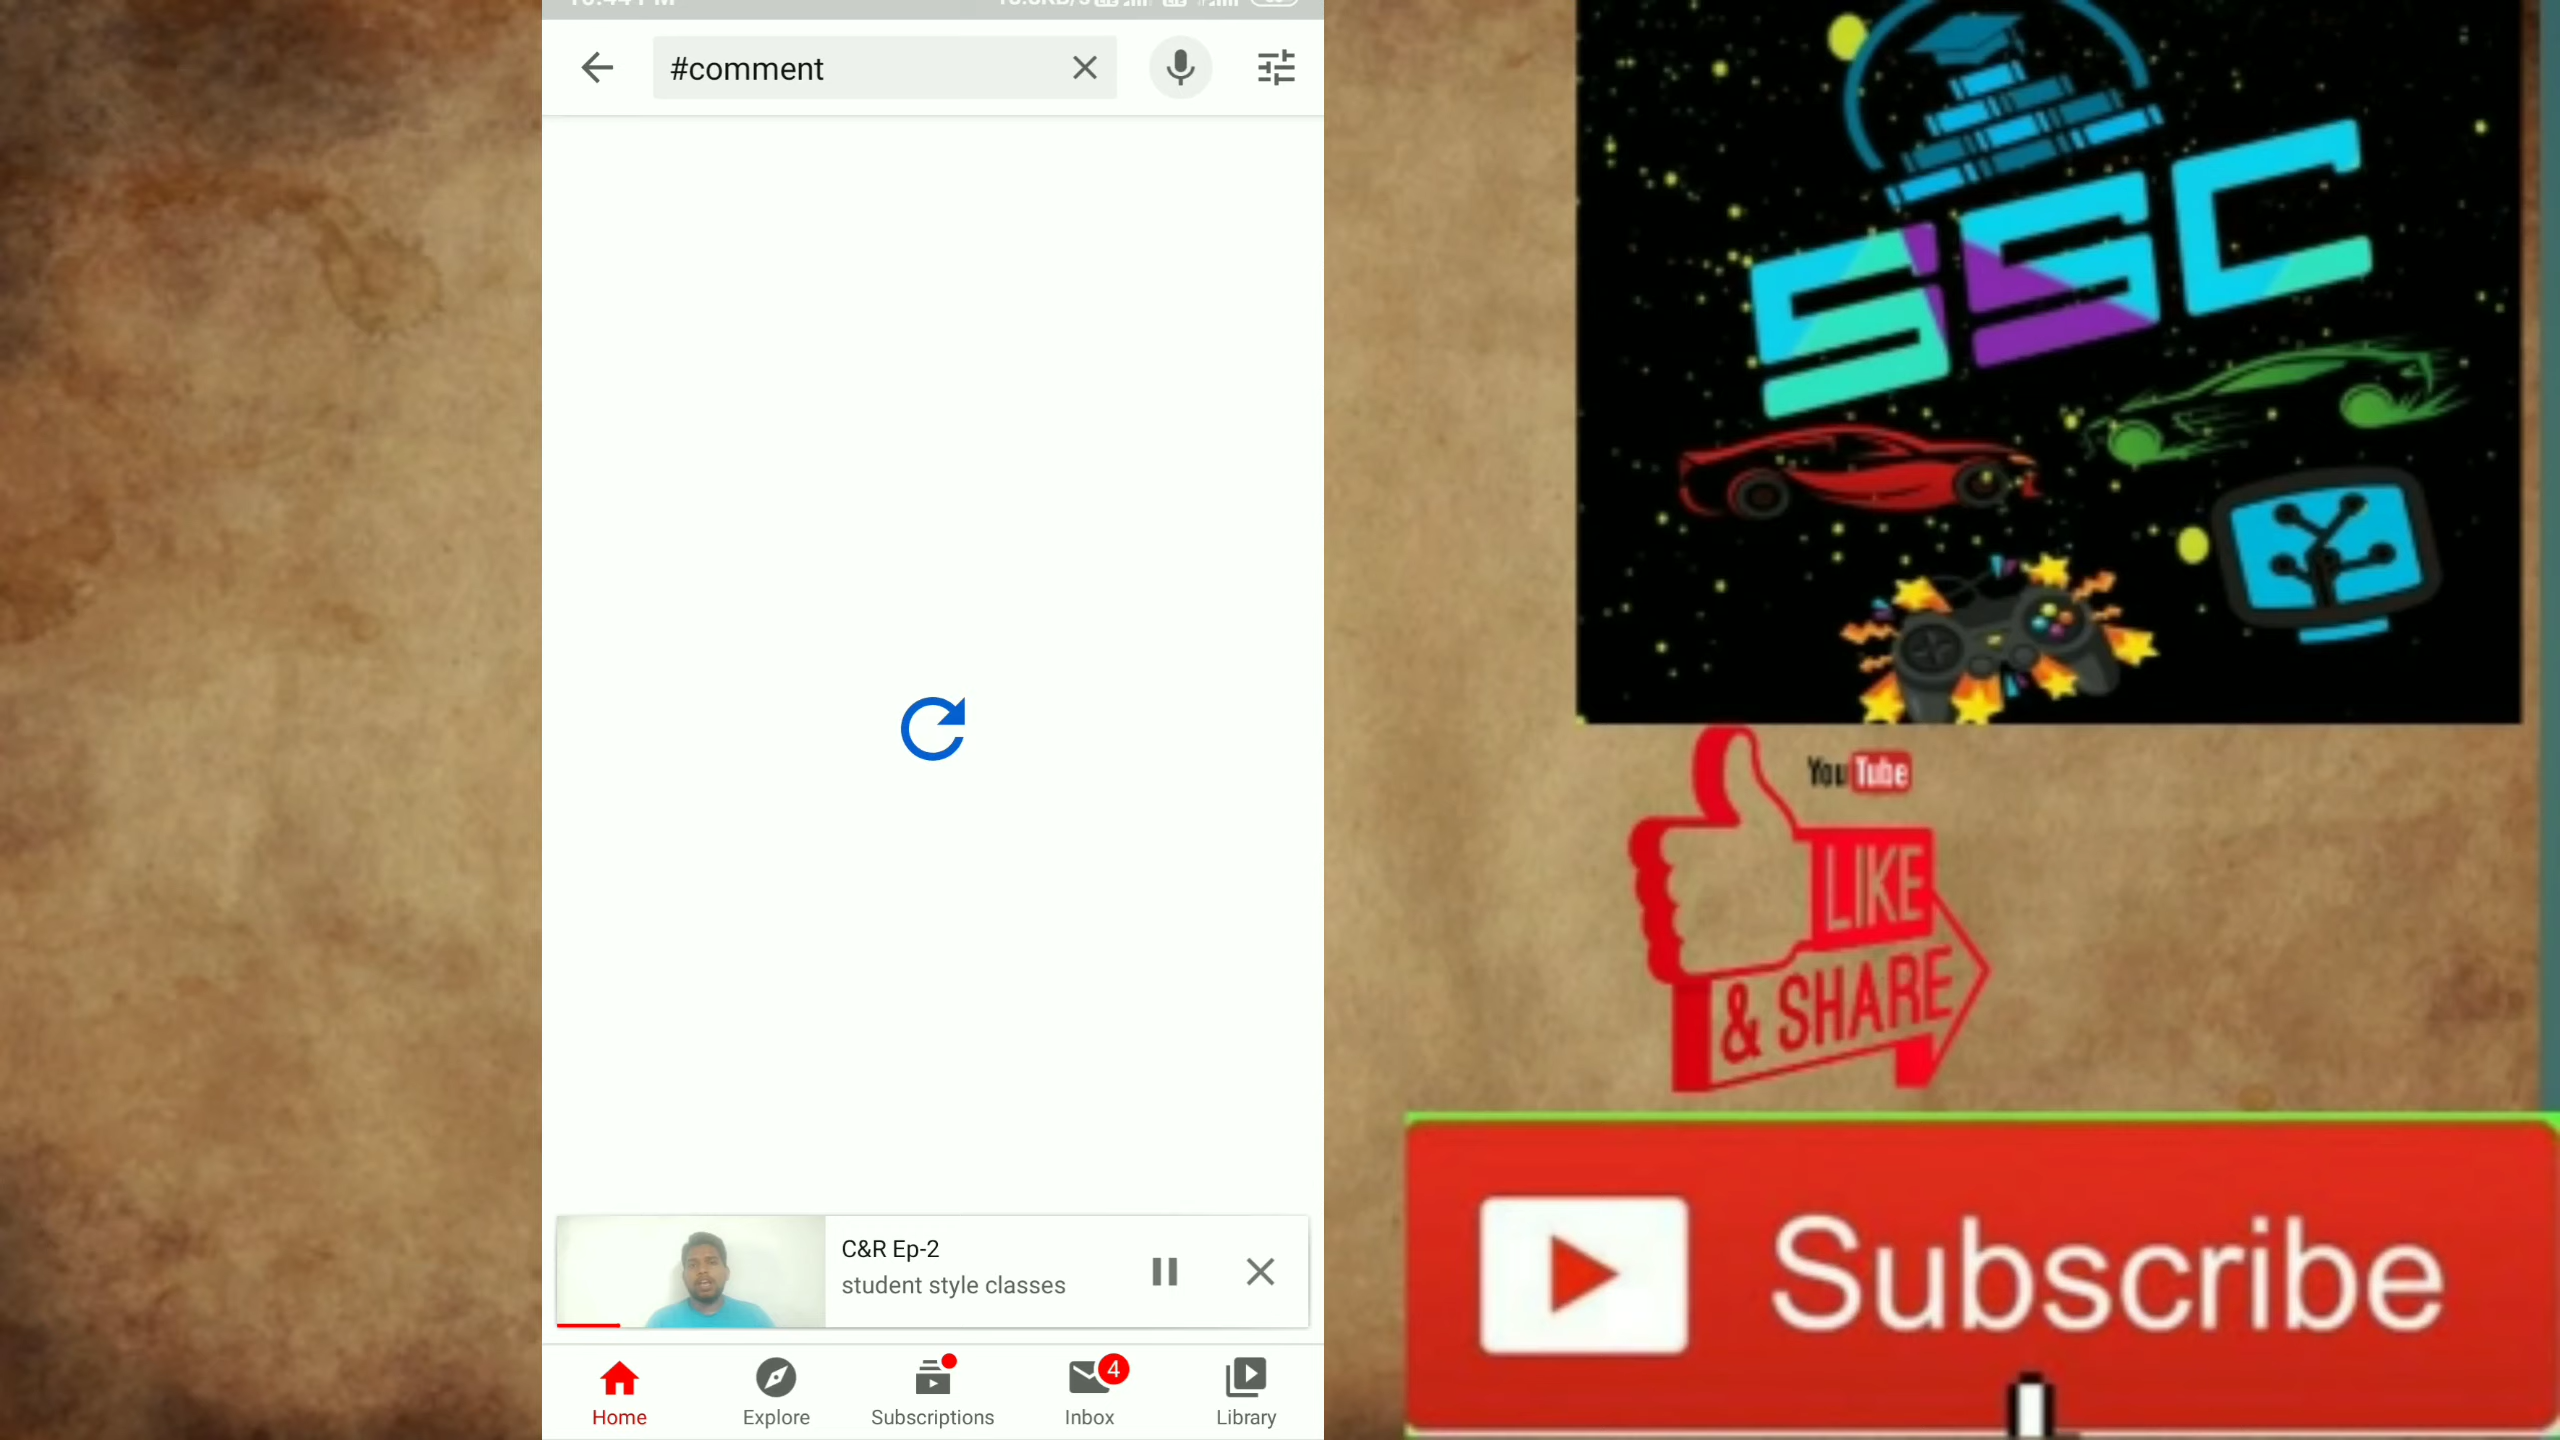 #comment
C&R Ep-2
student style classes
Home
Explore
Subscriptions
4
Inbox
Library
SSC
YouTube
LIKE
& SHARE
Subscribe